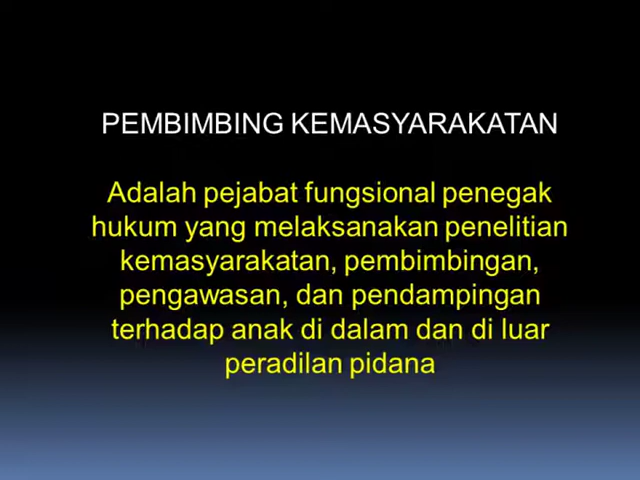 PEMBIMBING KEMASYARAKATAN
Adalah pejabat fungsional penegak
hukum yang melaksanakan penelitian
kemasyarakatan, pembimbingan,
pengawasan, dan pendampingan
terhadap anak di dalam dan di luar
peradilan pidana